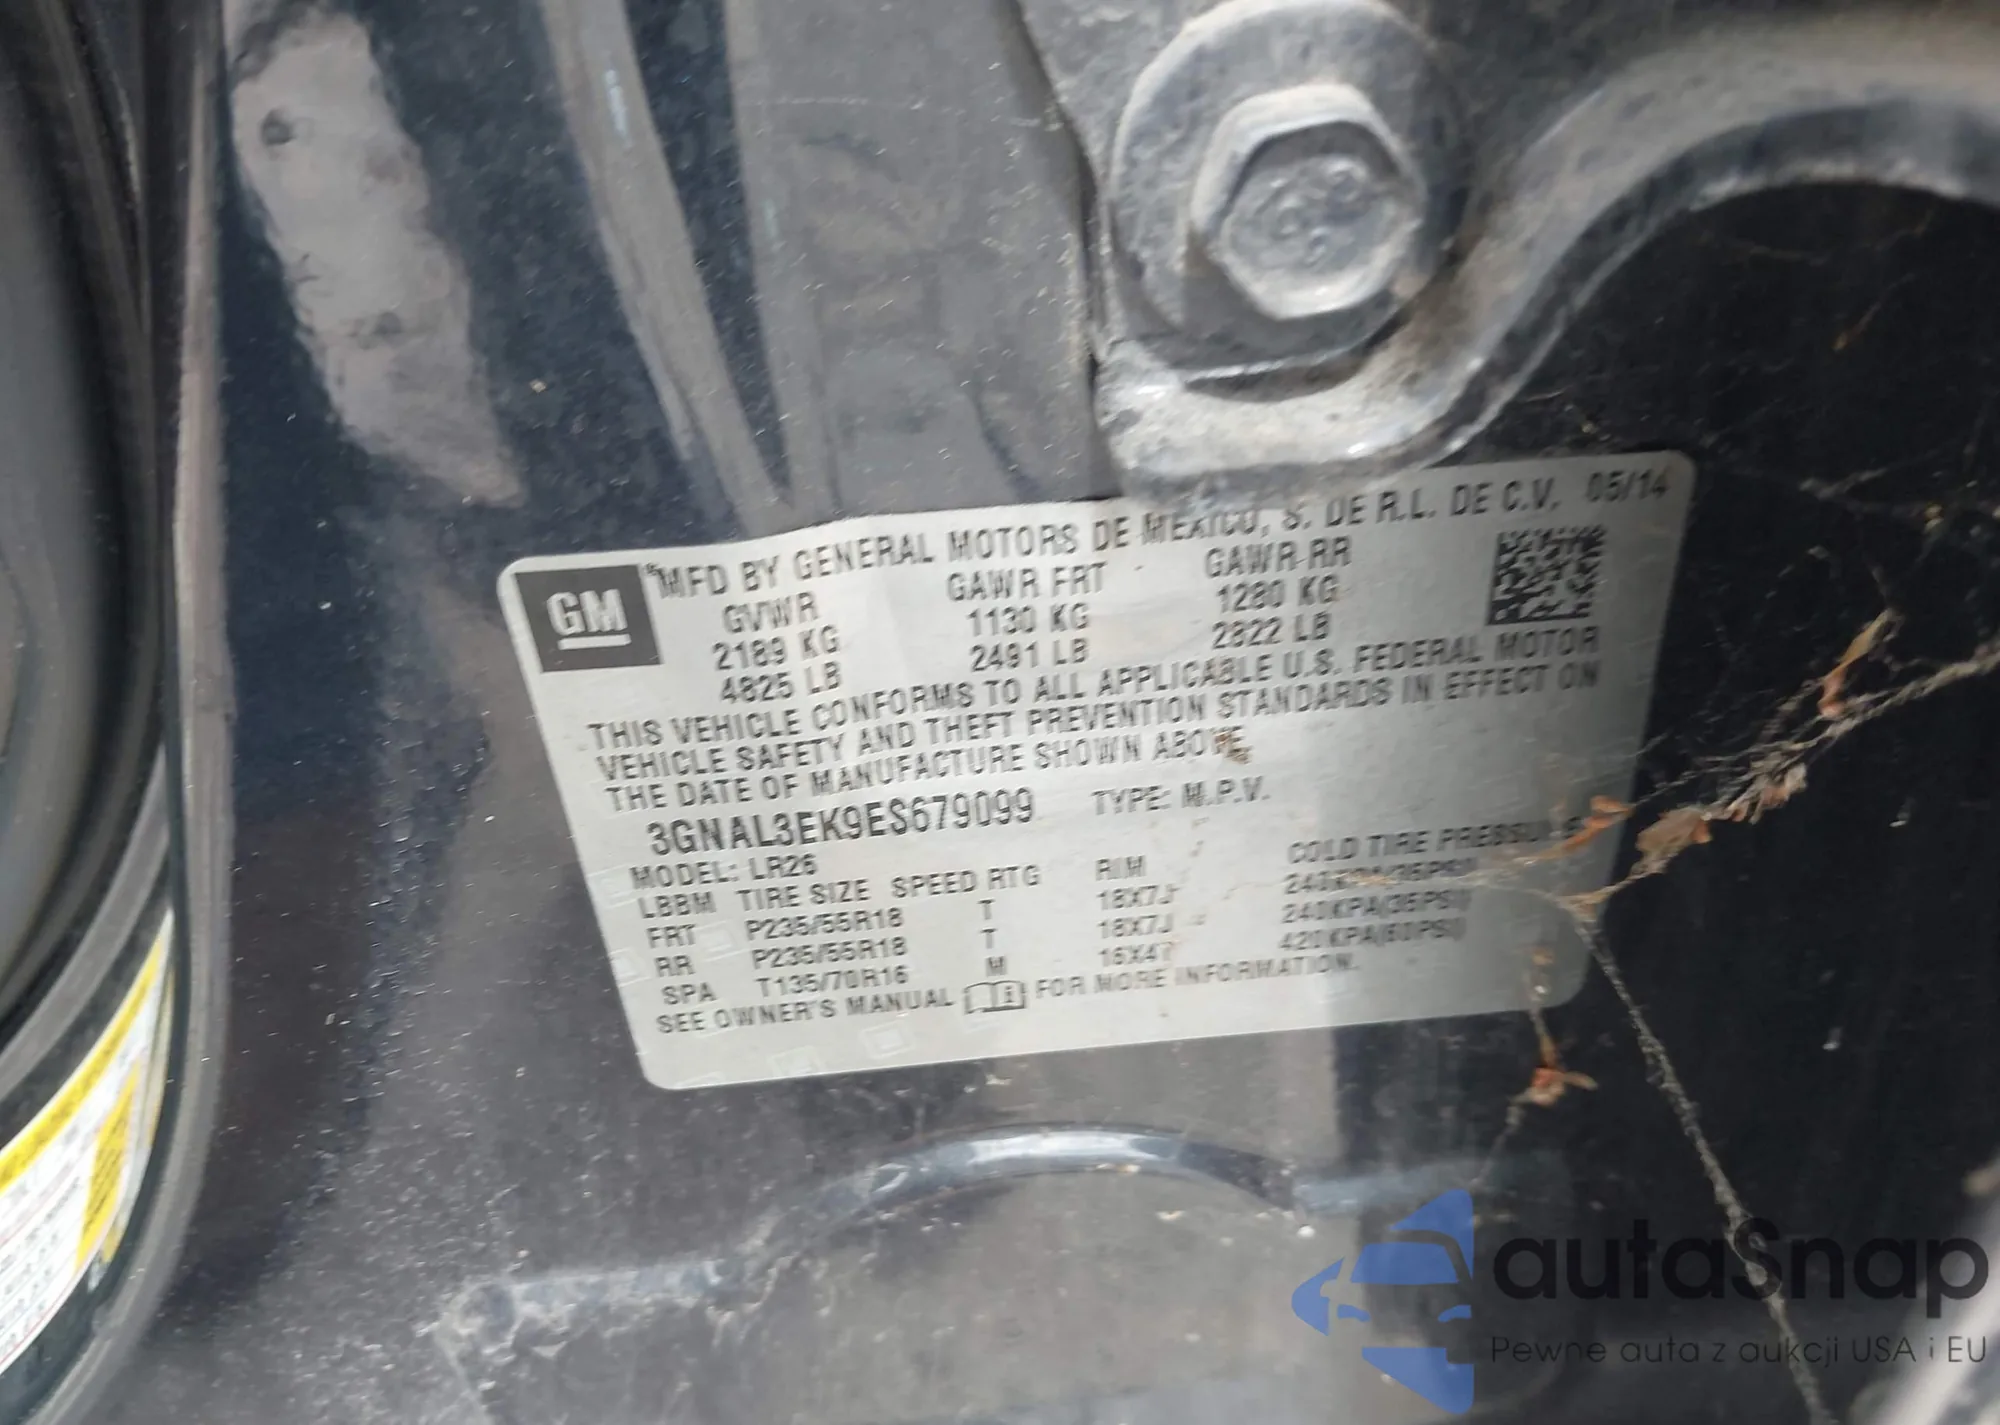 GM
MFD BY GENERAL MOTORS DE MEXICO, S. DE R.L. DE C.V. 05/14
GVWR GAWR FRT GAWR RR
2189 KG 1130 KG 1280 KG
4825 LB 2491 LB 2822 LB
THIS VEHICLE CONFORMS TO ALL APPLICABLE U.S. FEDERAL MOTOR
VEHICLE SAFETY AND THEFT PREVENTION STANDARDS IN EFFECT ON
THE DATE OF MANUFACTURE SHOWN ABOVE.
3GNAL3EK9ES679099 TYPE: M.P.V.
MODEL: LR26
LBBM TIRE SIZE SPEED RTG RIM COLD TIRE PRESSURE
FRT P235/55R18 T 18X7J 240KPA(35PSI)
RR P235/55R18 T 18X7J 240KPA(35PSI)
SPA T135/70R16 M 16X4T 420KPA(60PSI)
SEE OWNER'S MANUAL FOR MORE INFORMATION.
autaSnap
Pewne auta z aukcji USA i EU